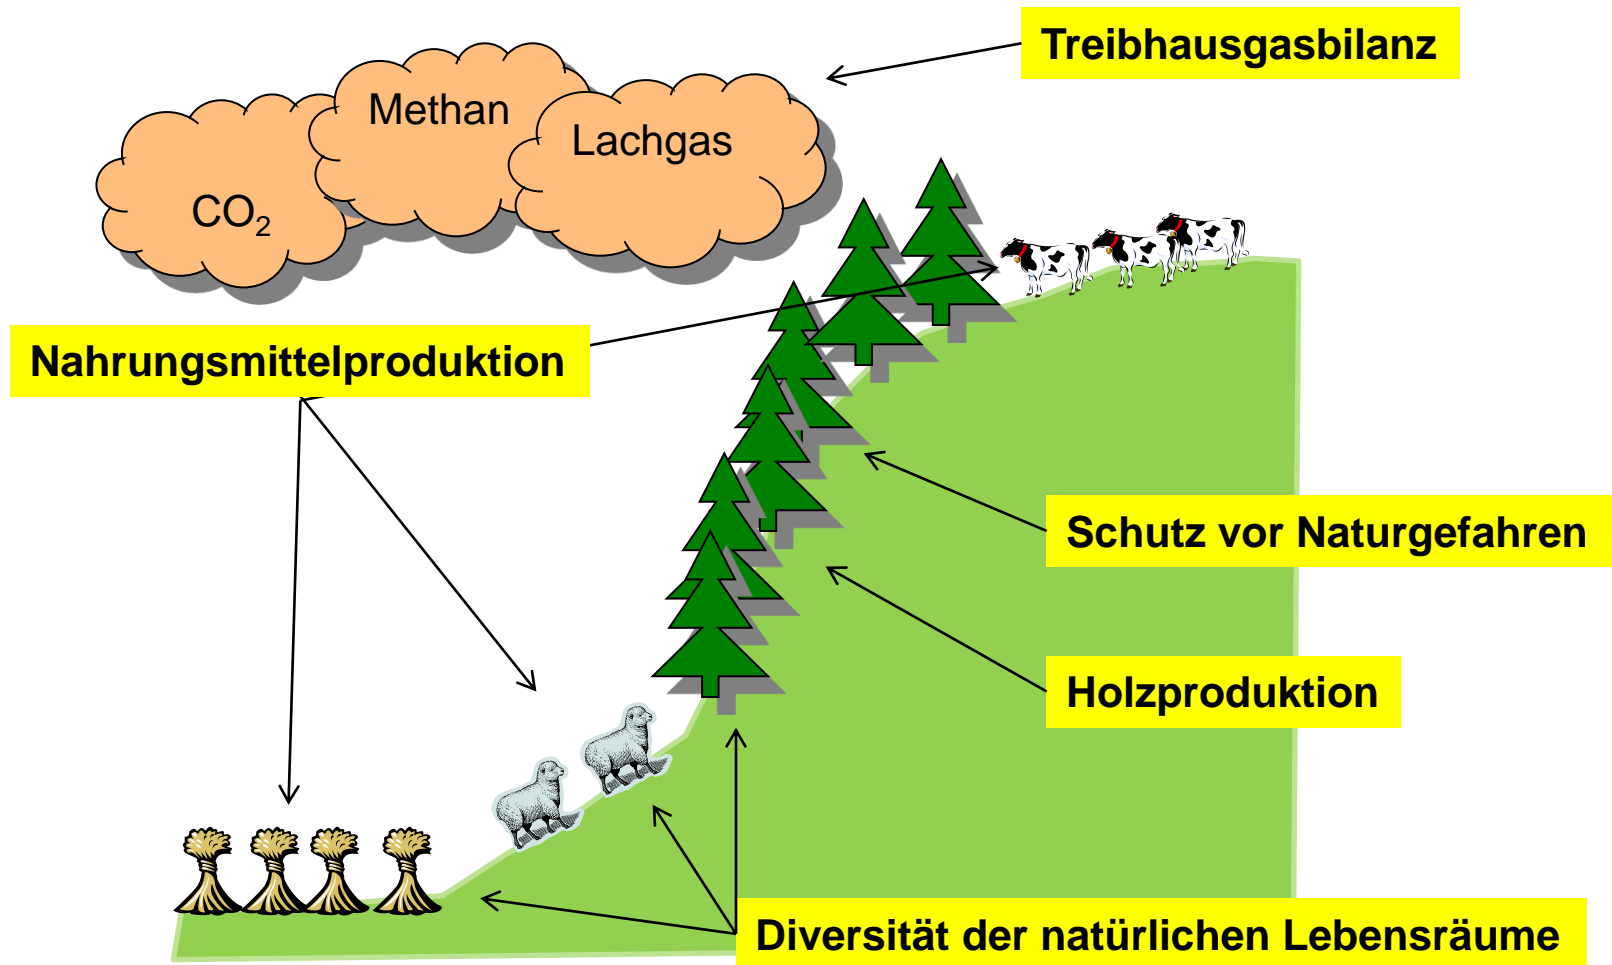 Treibhausgasbilanz
Methan
Lachgas
CO₂
Nahrungsmittelproduktion
Schutz vor Naturgefahren
Holzproduktion
Diversität der natürlichen Lebensräume